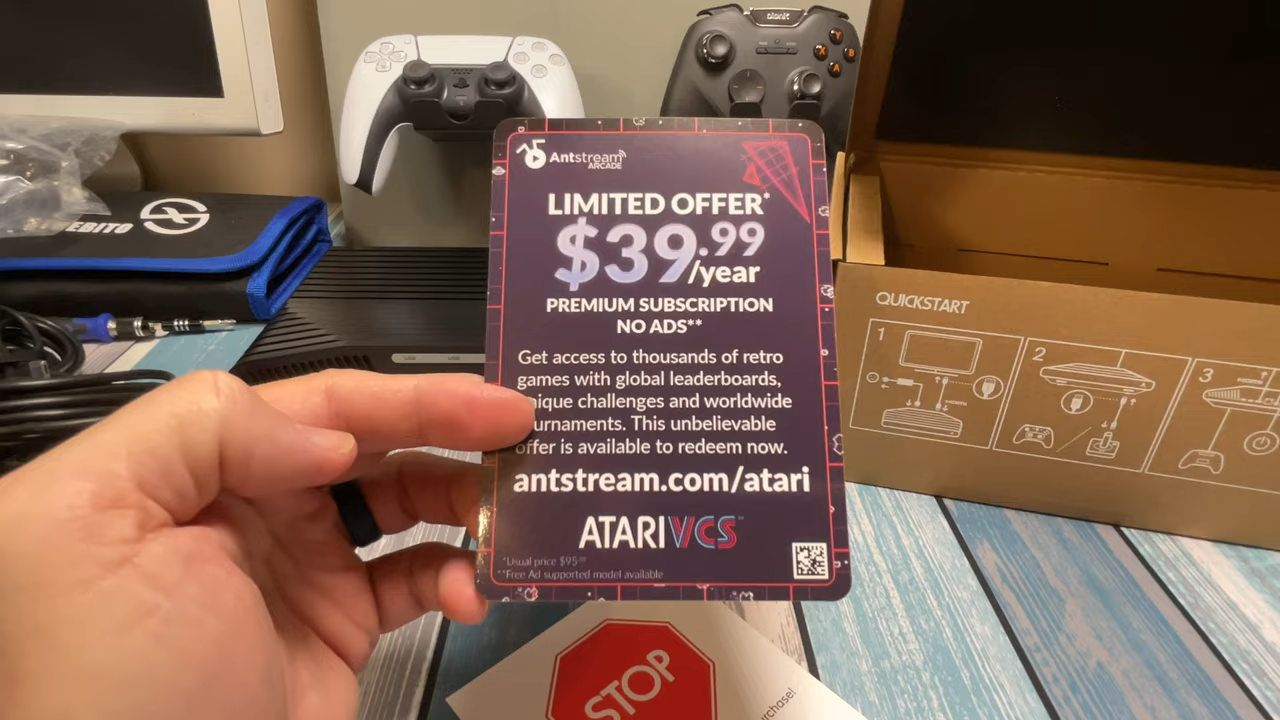 Antstream
ARCADE
LIMITED OFFER*
$39.99
/year
PREMIUM SUBSCRIPTION
NO ADS**
Get access to thousands of retro
games with global leaderboards,
nique challenges and worldwide
urnaments. This unbelievable
offer is available to redeem now.
antstream.com/atari
ATARI VCS
*Usual price $95
**Free Ad supported model available
STOP
QUICKSTART
1
2
3
Y
X
B
A
USB
USB